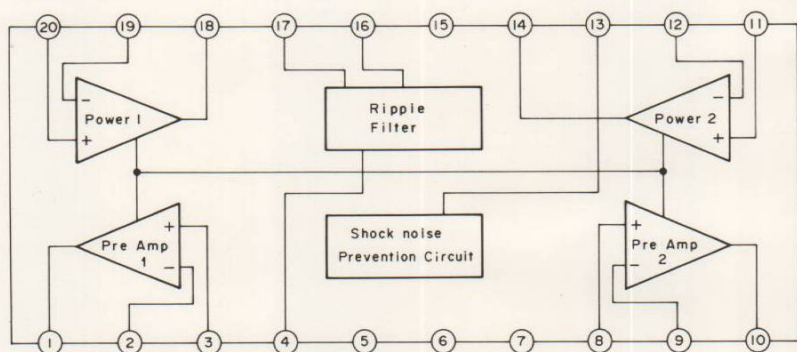 20 19 18 17 16 15 14 13 12 11
− −
Power 1 Ripple Power 2
+ Filter +
+ Shock noise +
Pre Amp Prevention Circuit Pre Amp
1 − − 2
1 2 3 4 5 6 7 8 9 10